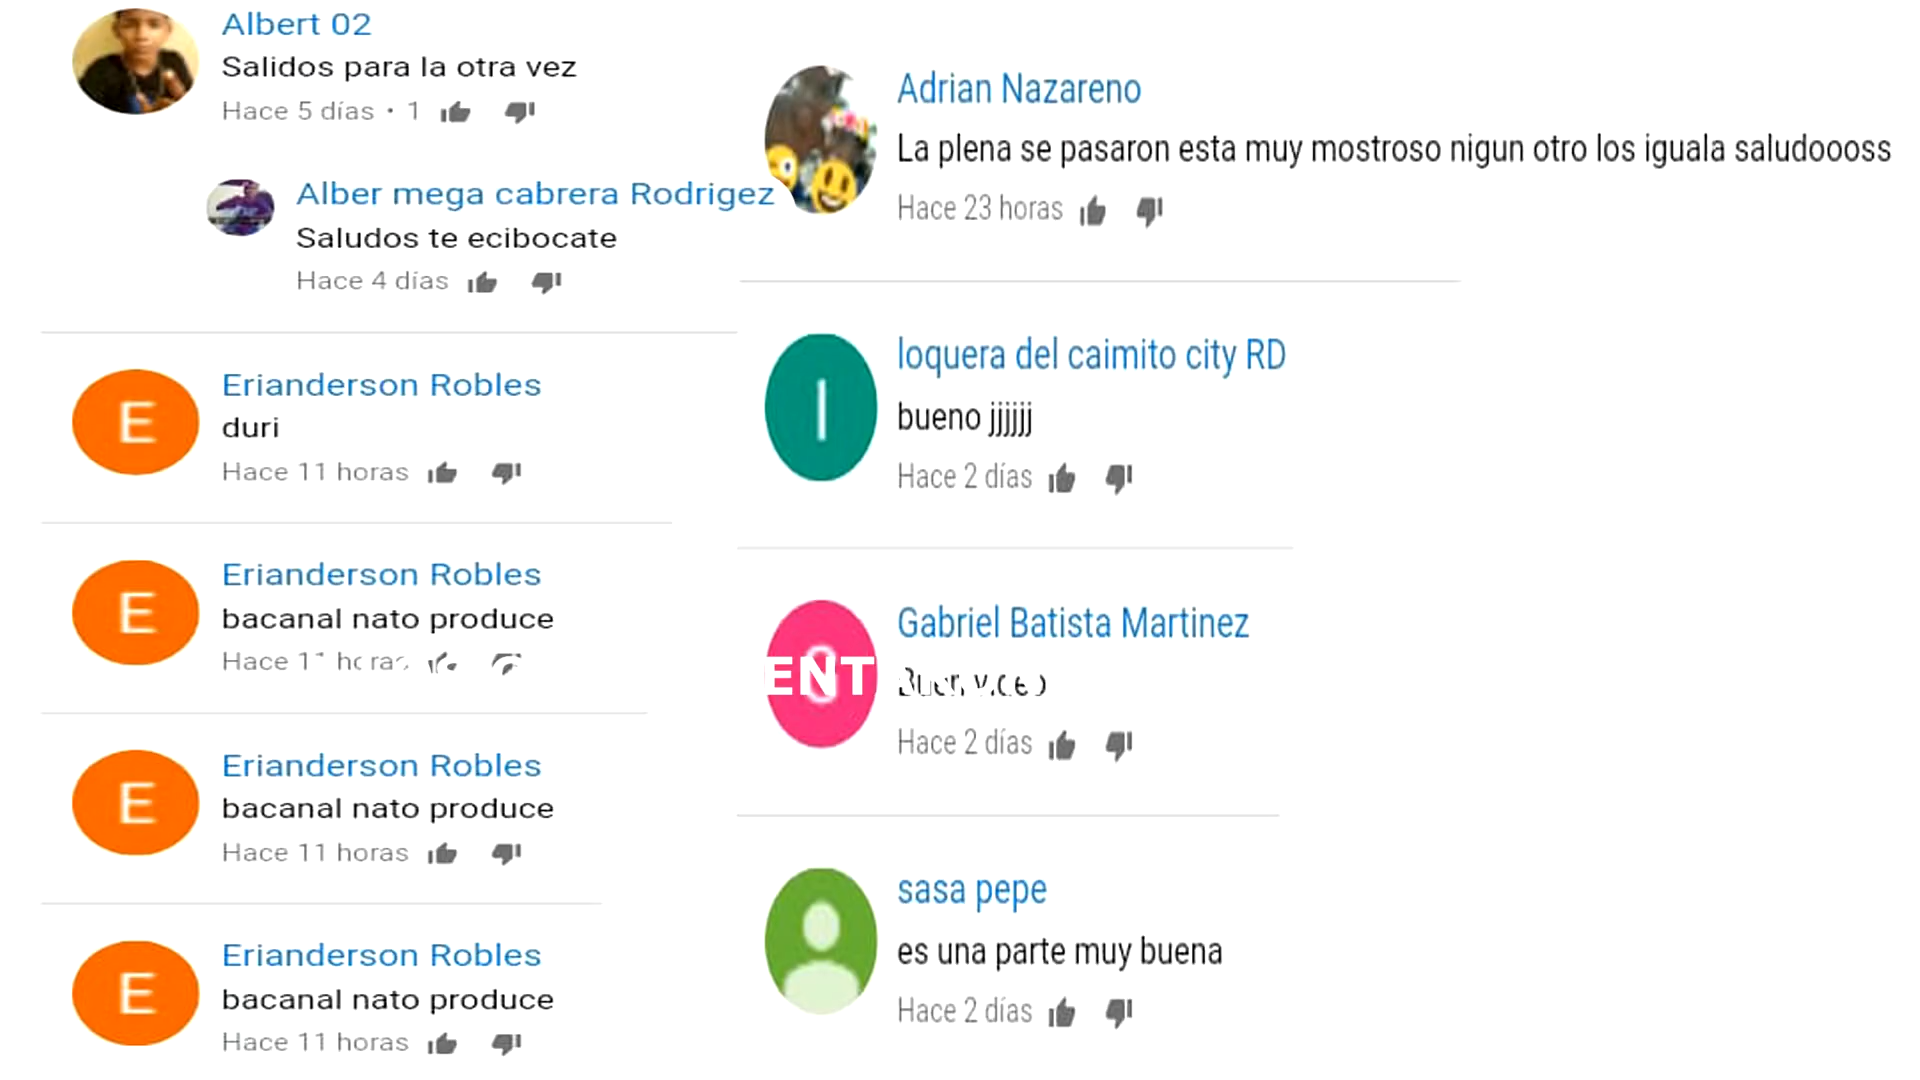 Albert 02
Salidos para la otra vez
Hace 5 días · 1
Alber mega cabrera Rodrigez
Saludos te ecibocate
Hace 4 días
E
Erianderson Robles
duri
Hace 11 horas
E
Erianderson Robles
bacanal nato produce
Hace 11 horas
E
Erianderson Robles
bacanal nato produce
Hace 11 horas
E
Erianderson Robles
bacanal nato produce
Hace 11 horas
Adrian Nazareno
La plena se pasaron esta muy mostroso nigun otro los iguala saludoooss
Hace 23 horas
l
loquera del caimito city RD
bueno jjjjjj
Hace 2 días
Gabriel Batista Martinez
Hace 2 días
sasa pepe
es una parte muy buena
Hace 2 días